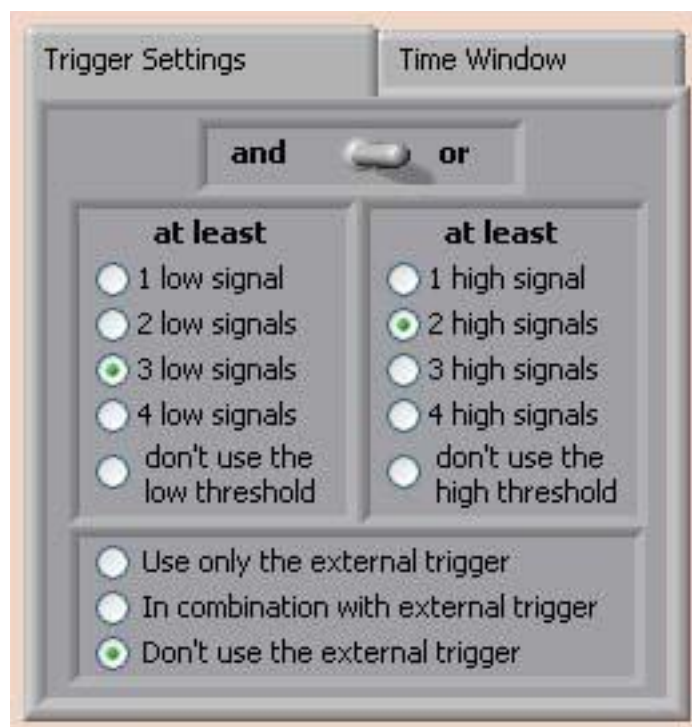 Trigger Settings
Time Window
and or
at least
1 low signal
2 low signals
3 low signals
4 low signals
don't use the
low threshold
at least
1 high signal
2 high signals
3 high signals
4 high signals
don't use the
high threshold
Use only the external trigger
In combination with external trigger
Don't use the external trigger